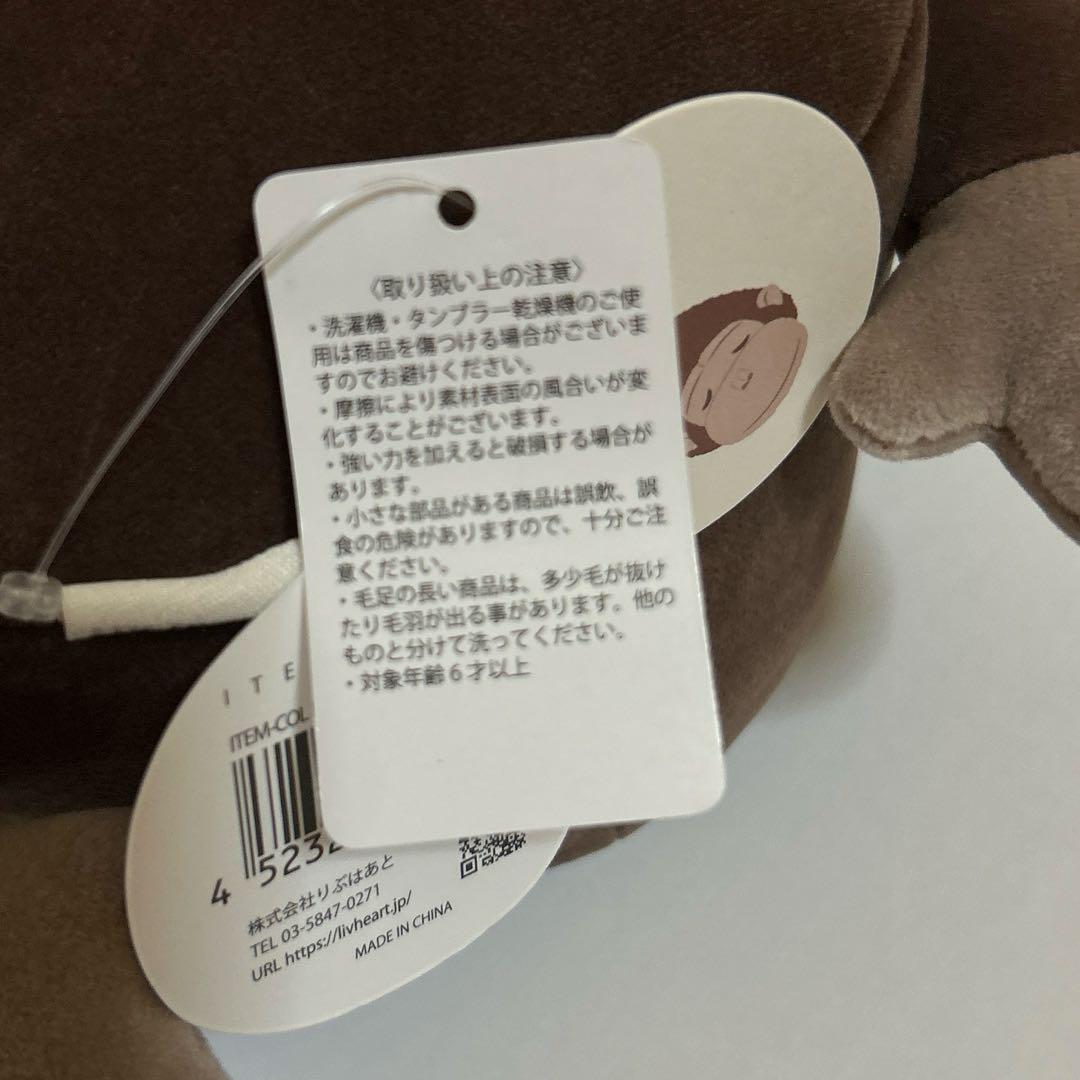 〈取り扱い上の注意〉
・洗濯機・タンブラー乾燥機のご使
用は商品を傷つける場合がございま
すのでお避けください。
・摩擦により素材表面の風合いが変
化することがございます。
・強い力を加えると破損する場合が
あります。
・小さな部品がある商品は誤飲、誤
食の危険がありますので、十分ご注
意ください。
・毛足の長い商品は、多少毛が抜け
たり毛羽が出る事があります。他の
ものと分けて洗ってください。
・対象年齢6才以上
ITE
ITEM-COL
4 5232
株式会社りぶはあと
TEL 03-5847-0271
URL https://livheart.jp/
MADE IN CHINA